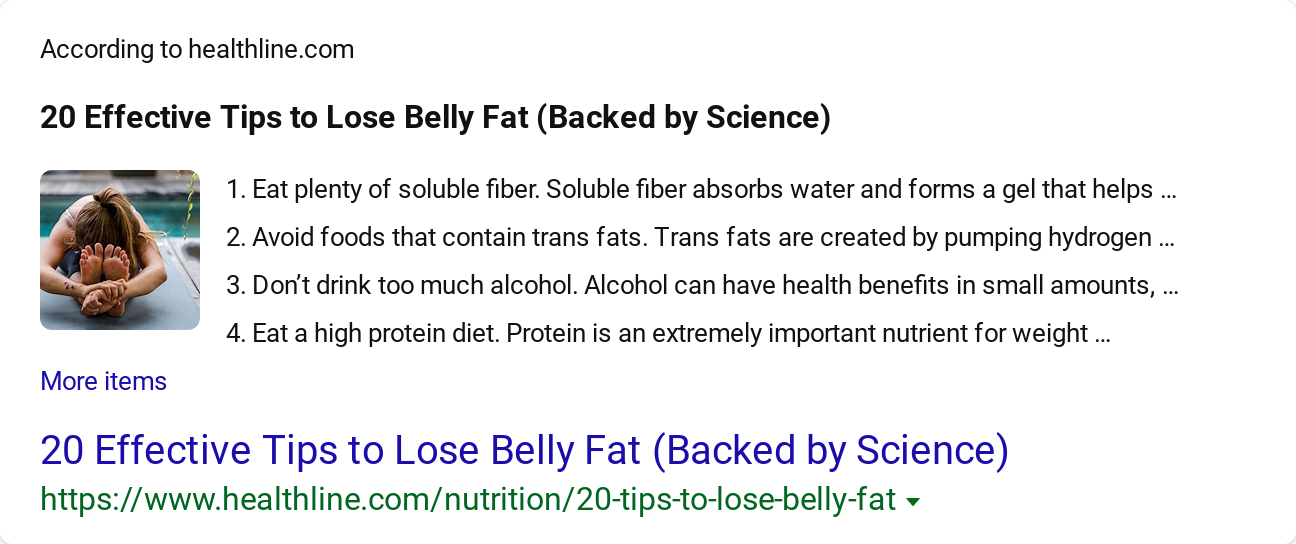 According to healthline.com
20 Effective Tips to Lose Belly Fat (Backed by Science)
1. Eat plenty of soluble fiber. Soluble fiber absorbs water and forms a gel that helps ...
2. Avoid foods that contain trans fats. Trans fats are created by pumping hydrogen ...
3. Don’t drink too much alcohol. Alcohol can have health benefits in small amounts, ...
4. Eat a high protein diet. Protein is an extremely important nutrient for weight ...
More items
20 Effective Tips to Lose Belly Fat (Backed by Science)
https://www.healthline.com/nutrition/20-tips-to-lose-belly-fat